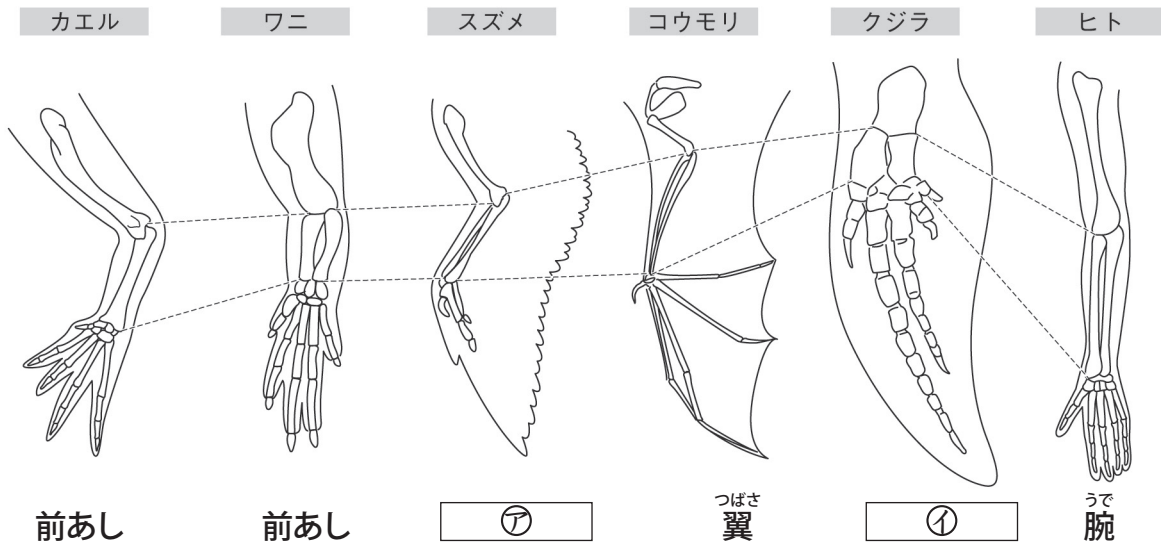 カエル
ワニ
スズメ
コウモリ
クジラ
ヒト
前あし
前あし
㋐
つばさ
翼
㋑
うで
腕